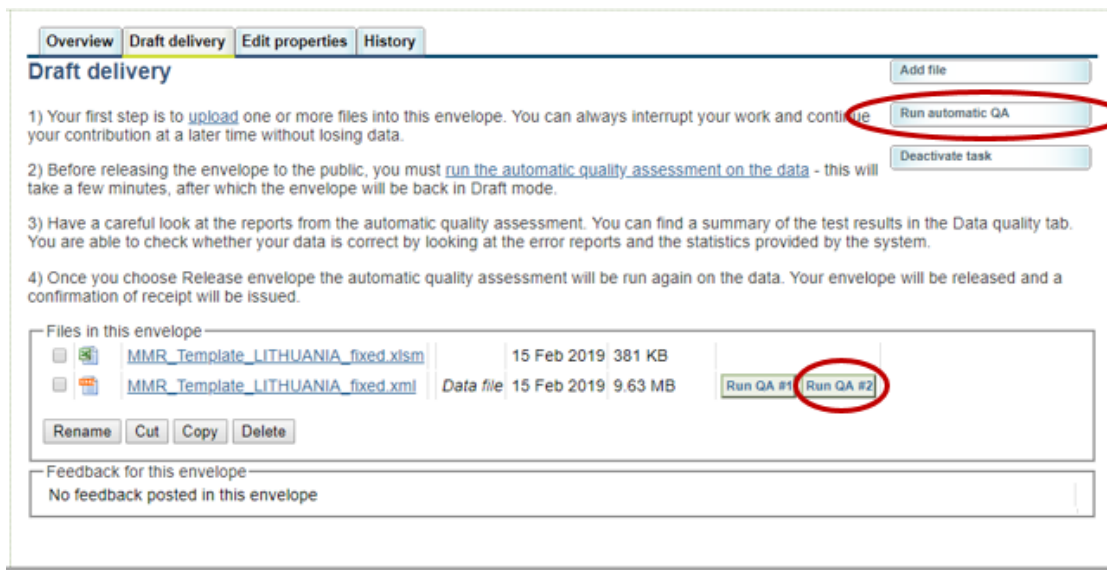 Overview Draft delivery Edit properties History
Draft delivery
Add file
Run automatic QA
Deactivate task
1) Your first step is to upload one or more files into this envelope. You can always interrupt your work and continue
your contribution at a later time without losing data.
2) Before releasing the envelope to the public, you must run the automatic quality assessment on the data - this will
take a few minutes, after which the envelope will be back in Draft mode.
3) Have a careful look at the reports from the automatic quality assessment. You can find a summary of the test results in the Data quality tab.
You are able to check whether your data is correct by looking at the error reports and the statistics provided by the system.
4) Once you choose Release envelope the automatic quality assessment will be run again on the data. Your envelope will be released and a
confirmation of receipt will be issued.
Files in this envelope
MMR_Template_LITHUANIA_fixed.xlsm 15 Feb 2019 381 KB
MMR_Template_LITHUANIA_fixed.xml Data file 15 Feb 2019 9.63 MB Run QA #1 Run QA #2
Rename Cut Copy Delete
Feedback for this envelope
No feedback posted in this envelope